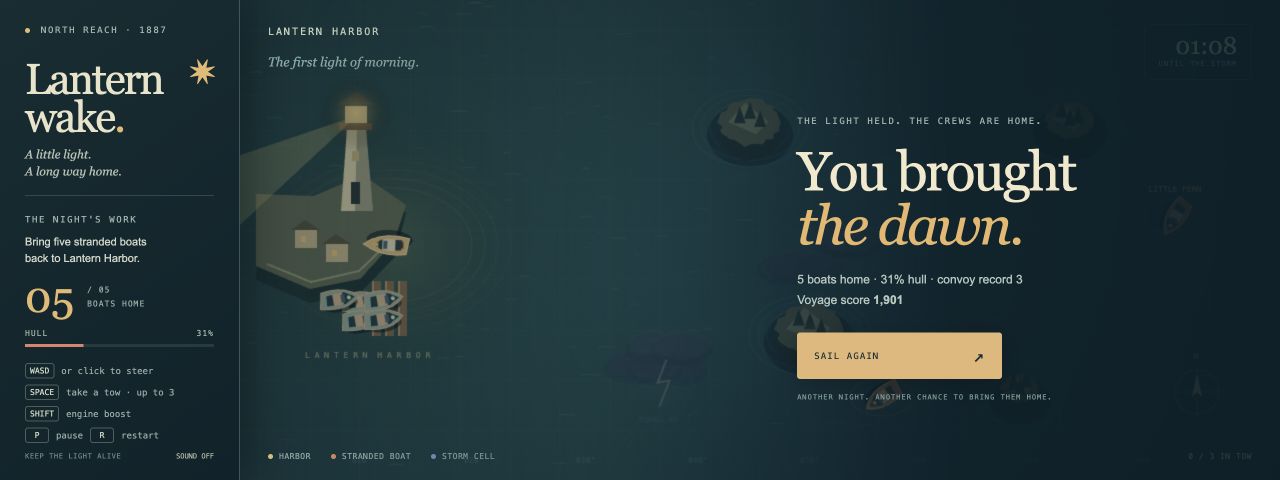 NORTH REACH · 1887
Lantern
wake.
A little light.
A long way home.
THE NIGHT'S WORK
Bring five stranded boats
back to Lantern Harbor.
05
/ 05
BOATS HOME
HULL
31%
WASD or click to steer
SPACE take a tow · up to 3
SHIFT engine boost
P pause R restart
KEEP THE LIGHT ALIVE
SOUND OFF
LANTERN HARBOR
The first light of morning.
01:08
UNTIL THE STORM
LITTLE FERN
THE LIGHT HELD. THE CREWS ARE HOME.
You brought
the dawn.
5 boats home · 31% hull · convoy record 3
Voyage score 1,901
SAIL AGAIN ↗
ANOTHER NIGHT. ANOTHER CHANCE TO BRING THEM HOME.
LANTERN HARBOR
HARBOR
STRANDED BOAT
STORM CELL
0 / 3 IN TOW